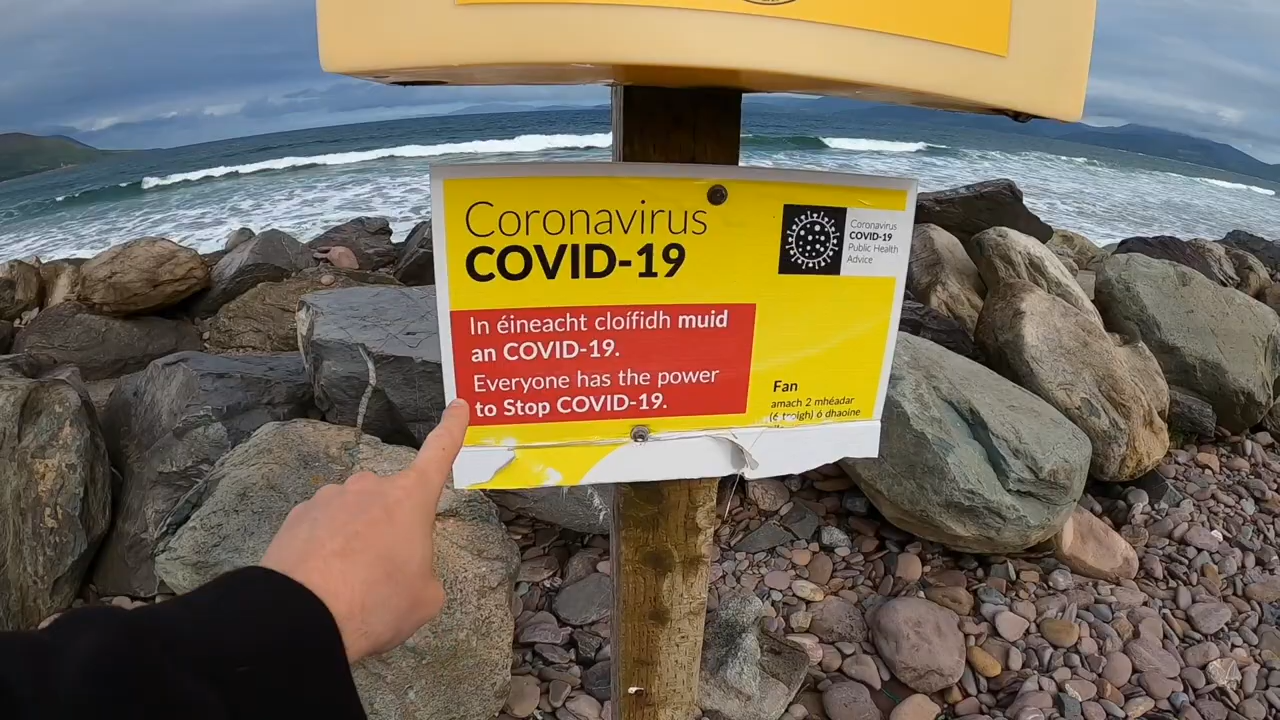 Coronavirus
COVID-19
Coronavirus
COVID-19
Public Health
Advice
In éineacht cloífidh muid
an COVID-19.
Everyone has the power
to Stop COVID-19.
Fan
amach 2 mhéadar
(6 troigh) ó dhaoine